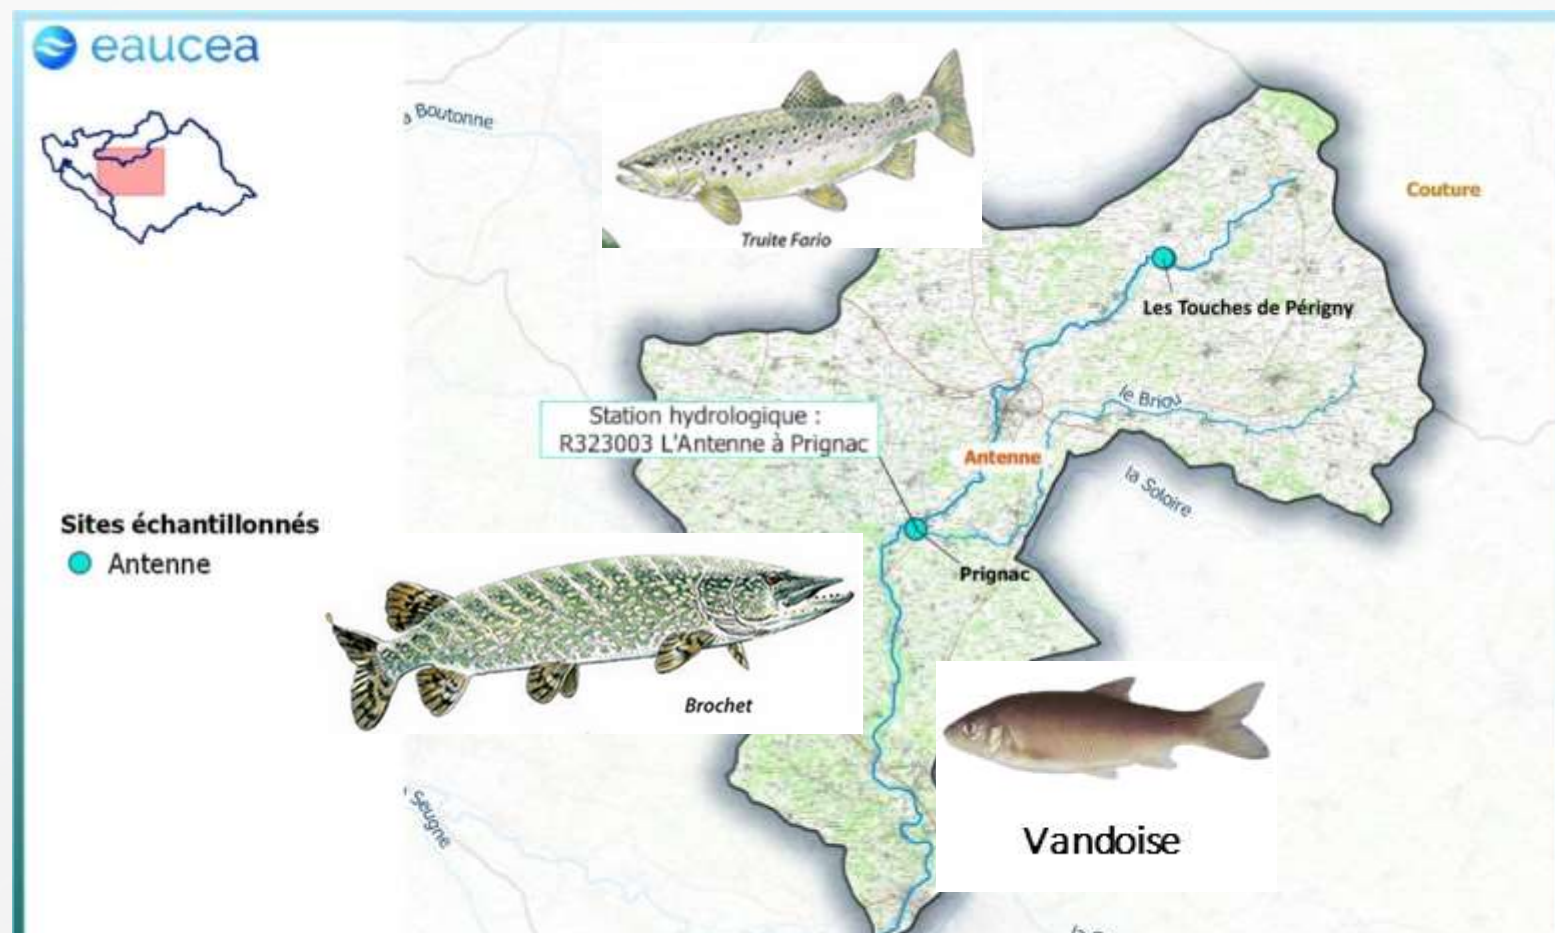 eaucea
Boutonne
Truite Fario
Couture
Les Touches de Périgny
Station hydrologique :
R323003 L'Antenne à Prignac
le Briou
Antenne
la Soloire
Sites échantillonnés
Antenne
Prignac
Brochet
Seugne
Vandoise